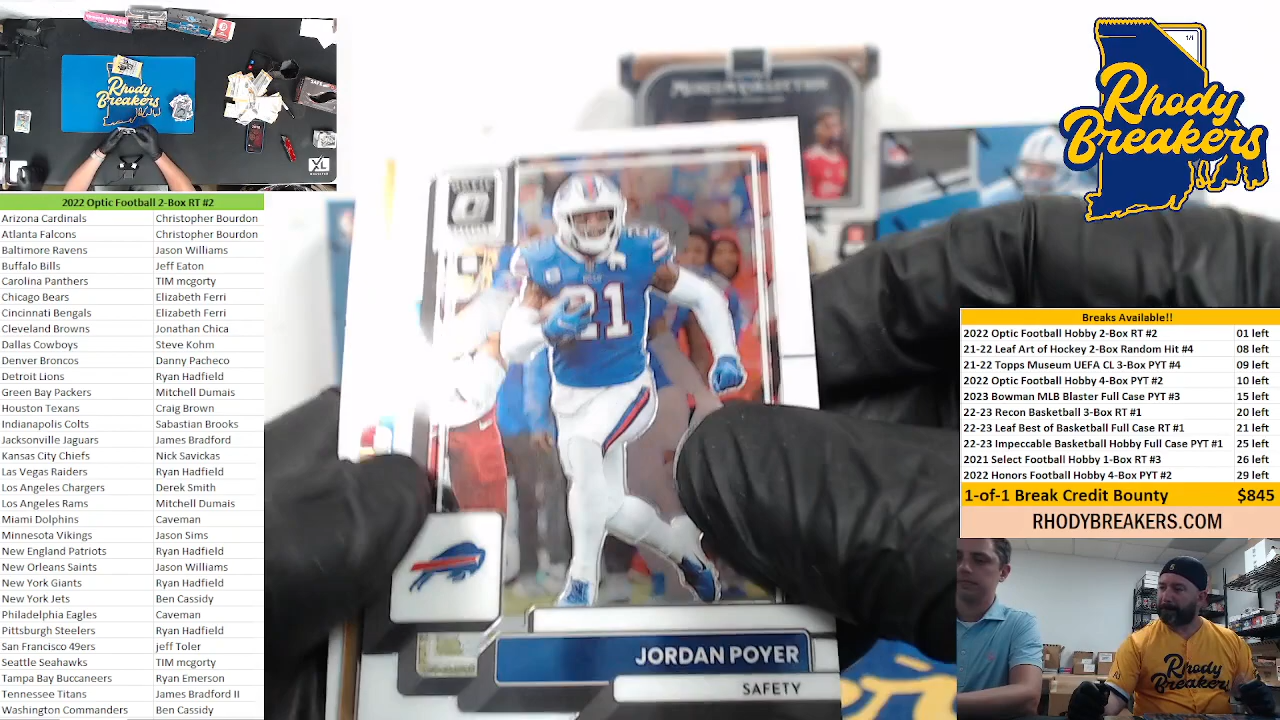 Rhody
Breakers
XL
2022 Optic Football 2-Box RT #2
Arizona Cardinals Christopher Bourdon
Atlanta Falcons Christopher Bourdon
Baltimore Ravens Jason Williams
Buffalo Bills Jeff Eaton
Carolina Panthers TIM mcgorty
Chicago Bears Elizabeth Ferri
Cincinnati Bengals Elizabeth Ferri
Cleveland Browns Jonathan Chica
Dallas Cowboys Steve Kohm
Denver Broncos Danny Pacheco
Detroit Lions Ryan Hadfield
Green Bay Packers Mitchell Dumais
Houston Texans Craig Brown
Indianapolis Colts Sabastian Brooks
Jacksonville Jaguars James Bradford
Kansas City Chiefs Nick Savickas
Las Vegas Raiders Ryan Hadfield
Los Angeles Chargers Derek Smith
Los Angeles Rams Mitchell Dumais
Miami Dolphins Caveman
Minnesota Vikings Jason Sims
New England Patriots Ryan Hadfield
New Orleans Saints Jason Williams
New York Giants Ryan Hadfield
New York Jets Ben Cassidy
Philadelphia Eagles Caveman
Pittsburgh Steelers Ryan Hadfield
San Francisco 49ers jeff Toler
Seattle Seahawks TIM mcgorty
Tampa Bay Buccaneers Ryan Emerson
Tennessee Titans James Bradford II
Washington Commanders Ben Cassidy
MUSEUM COLLECTION
21
JORDAN POYER
SAFETY
1/1
Rhody
Breakers
Breaks Available!!
2022 Optic Football Hobby 2-Box RT #2 01 left
21-22 Leaf Art of Hockey 2-Box Random Hit #4 08 left
21-22 Topps Museum UEFA CL 3-Box PYT #4 09 left
2022 Optic Football Hobby 4-Box PYT #2 10 left
2023 Bowman MLB Blaster Full Case PYT #3 15 left
22-23 Recon Basketball 3-Box RT #1 20 left
22-23 Leaf Best of Basketball Full Case RT #1 21 left
22-23 Impeccable Basketball Hobby Full Case PYT #1 25 left
2021 Select Football Hobby 1-Box RT #3 26 left
2022 Honors Football Hobby 4-Box PYT #2 29 left
1-of-1 Break Credit Bounty $845
RHODYBREAKERS.COM
Rhody
Breakers